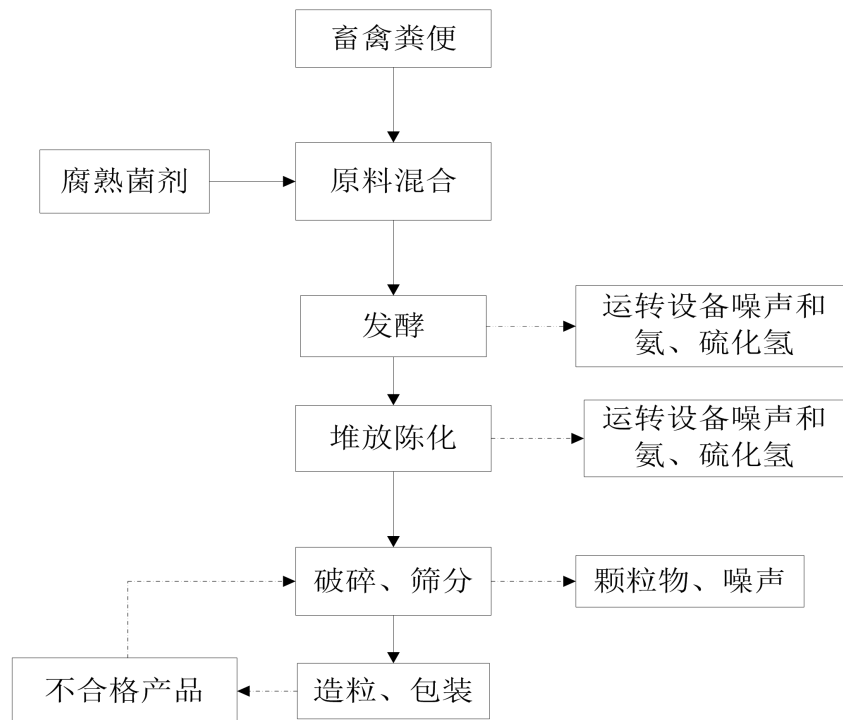 畜禽粪便
腐熟菌剂
原料混合
发酵
运转设备噪声和
氨、硫化氢
堆放陈化
运转设备噪声和
氨、硫化氢
破碎、筛分
颗粒物、噪声
不合格产品
造粒、包装